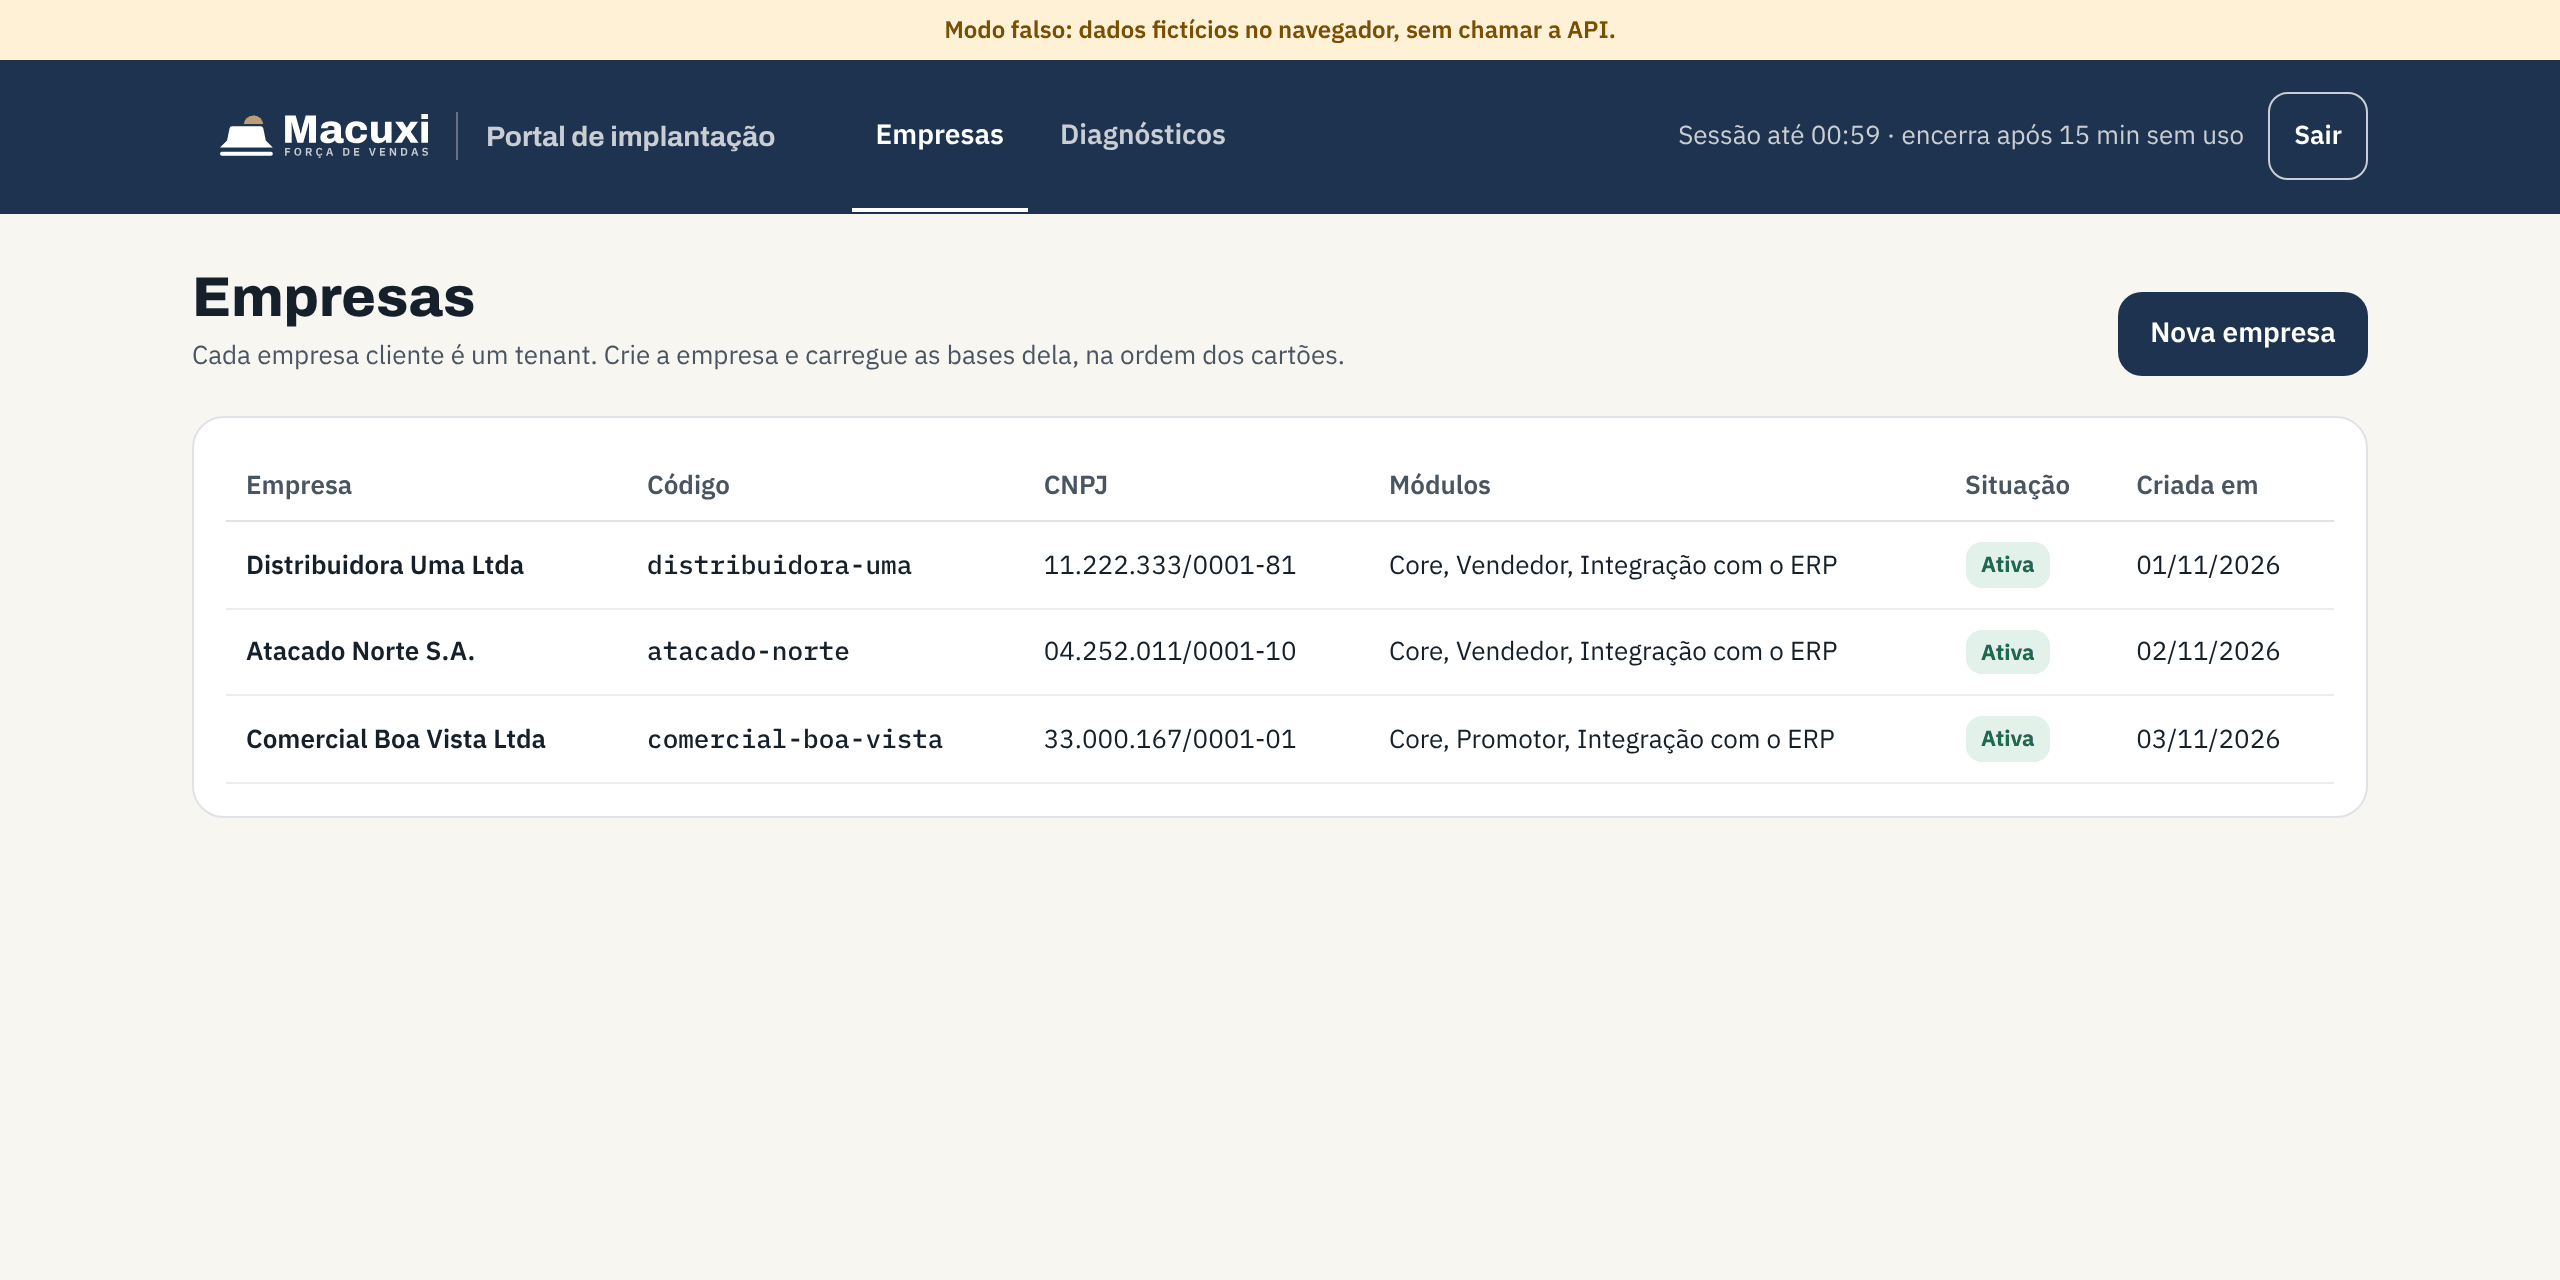 Modo falso: dados fictícios no navegador, sem chamar a API.
Macuxi
FORÇA DE VENDAS
Portal de implantação
Empresas
Diagnósticos
Sessão até 00:59 · encerra após 15 min sem uso
Sair
Empresas
Cada empresa cliente é um tenant. Crie a empresa e carregue as bases dela, na ordem dos cartões.
Nova empresa
Empresa Código CNPJ Módulos Situação Criada em
Distribuidora Uma Ltda distribuidora-uma 11.222.333/0001-81 Core, Vendedor, Integração com o ERP Ativa 01/11/2026
Atacado Norte S.A. atacado-norte 04.252.011/0001-10 Core, Vendedor, Integração com o ERP Ativa 02/11/2026
Comercial Boa Vista Ltda comercial-boa-vista 33.000.167/0001-01 Core, Promotor, Integração com o ERP Ativa 03/11/2026